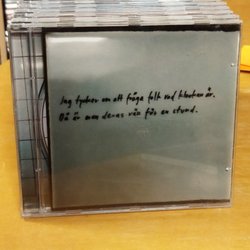 Jag tycker om att fråga folk vad klockan är.
Då är man deras vän för en stund.